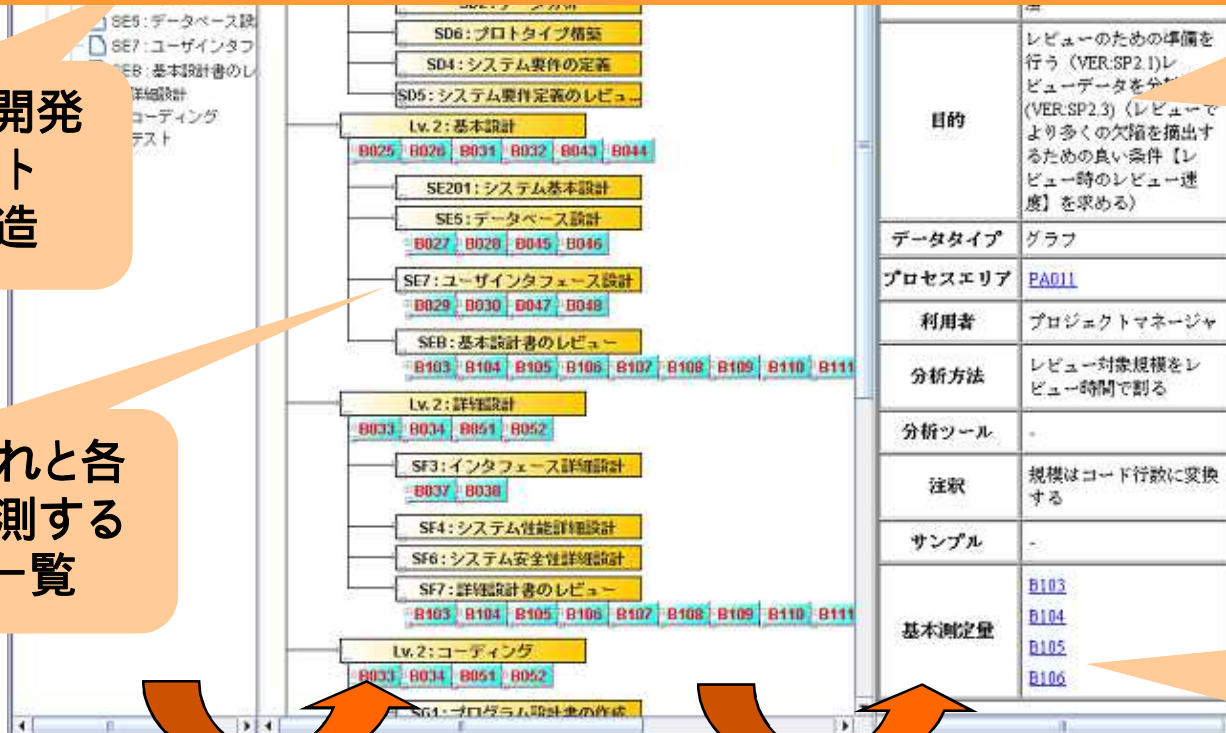 SE5：データベース設
SE7：ユーザインタフ
SEB：基本設計書のレ
詳細設計
コーディング
テスト
開発
ト
造
れと各
測する
一覧
SD6：プロトタイプ構築
SD4：システム要件の定義
SD5：システム要件定義のレビュ...
Lv.2：基本設計
B025 B026 B031 B032 B043 B044
SE201：システム基本設計
SE5：データベース設計
B027 B028 B045 B046
SE7：ユーザインタフェース設計
B029 B030 B047 B048
SEB：基本設計書のレビュー
B103 B104 B105 B106 B107 B108 B109 B110 B111
Lv.2：詳細設計
B033 B034 B051 B052
SF3：インタフェース詳細設計
B037 B038
SF4：システム性能詳細設計
SF6：システム安全性詳細設計
SF7：詳細設計書のレビュー
B103 B104 B105 B106 B107 B108 B109 B110 B111
Lv.2：コーディング
B033 B034 B051 B052
SG1：プログラム設計書の作成
目的
レビューのための準備を
行う（VER:SP2.1)レ
ビューデータを分
(VER:SP2.3)（レビューで
より多くの欠陥を摘出す
るための良い条件【レ
ビュー時のレビュー速
度】を求める）
データタイプ グラフ
プロセスエリア PA011
利用者 プロジェクトマネージャ
分析方法
レビュー対象規模をレ
ビュー時間で割る
分析ツール -
注釈
規模はコード行数に変換
する
サンプル -
基本測定量
B103
B104
B105
B106